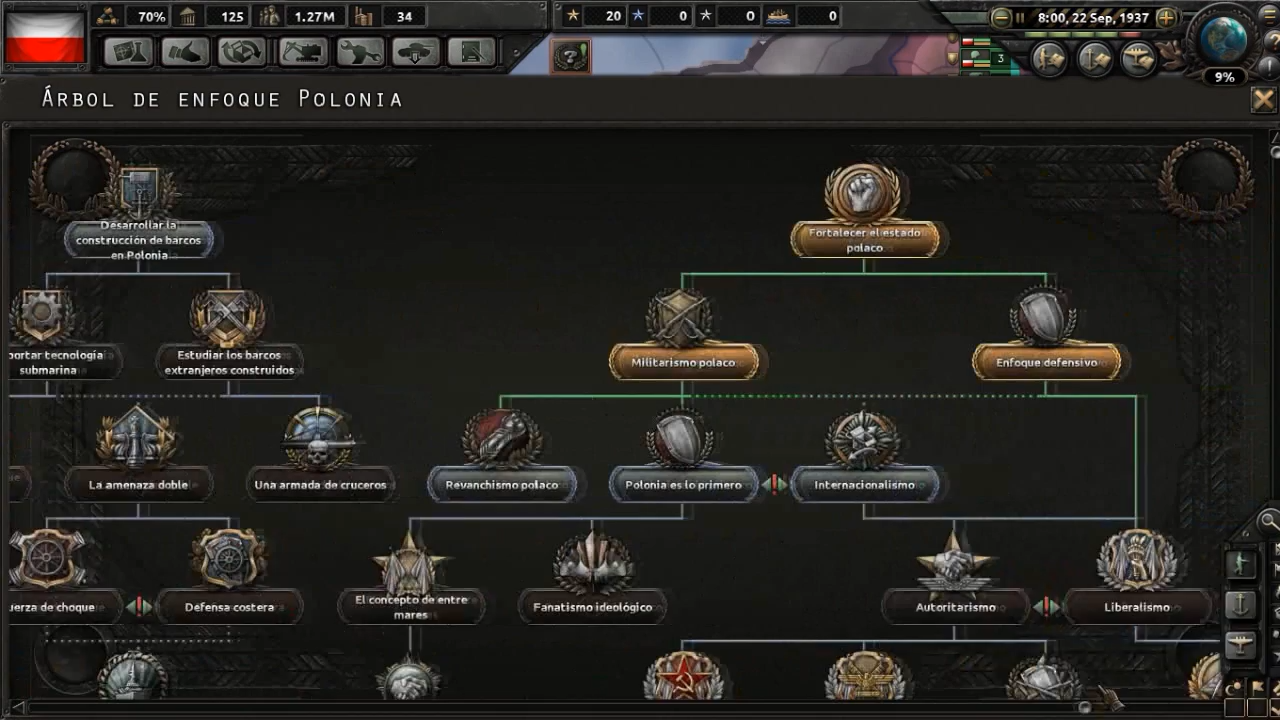 70%
125
1.27M
34
20
0
0
0
8:00, 22 Sep, 1937
3
9%
Árbol de enfoque Polonia
Desarrollar la
construcción de barcos
en Polonia
Fortalecer el estado
polaco
portar tecnología
submarina
Estudiar los barcos
extranjeros construidos
Militarismo polaco
Enfoque defensivo
La amenaza doble
Una armada de cruceros
Revanchismo polaco
Polonia es lo primero
Internacionalismo
uerza de choque
Defensa costera
El concepto de entre
mares
Fanatismo ideológico
Autoritarismo
Liberalismo